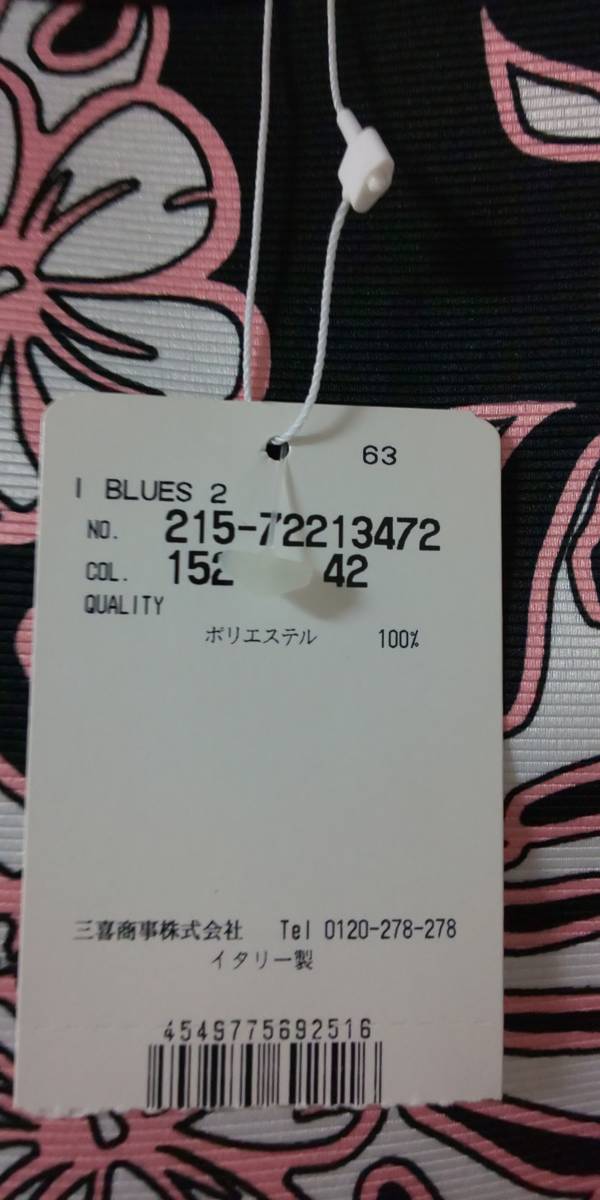 63
I BLUES 2
NO. 215-72213472
COL. 152 42
QUALITY
ポリエステル 100%
三喜商事株式会社 Tel 0120-278-278
イタリー製
4549775692516